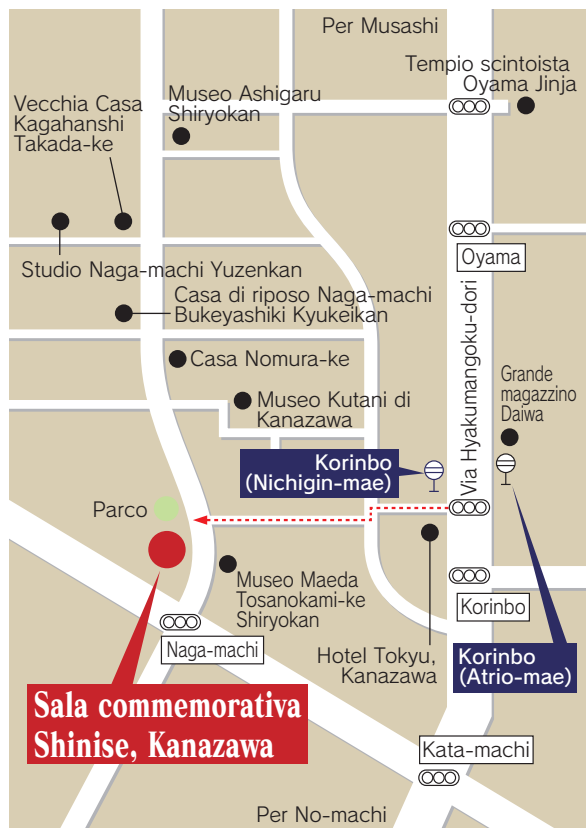 Per Musashi
Tempio scintoista
Oyama Jinja
Museo Ashigaru
Shiryokan
Vecchia Casa
Kagahanshi
Takada-ke
Oyama
Studio Naga-machi Yuzenkan
Casa di riposo Naga-machi
Bukeyashiki Kyukeikan
Via Hyakumangoku-dori
Casa Nomura-ke
Grande
magazzino
Daiwa
Museo Kutani di
Kanazawa
Korinbo
(Nichigin-mae)
Parco
Museo Maeda
Tosanokami-ke
Shiryokan
Korinbo
Naga-machi
Hotel Tokyu,
Kanazawa
Korinbo
(Atrio-mae)
Sala commemorativa
Shinise, Kanazawa
Kata-machi
Per No-machi